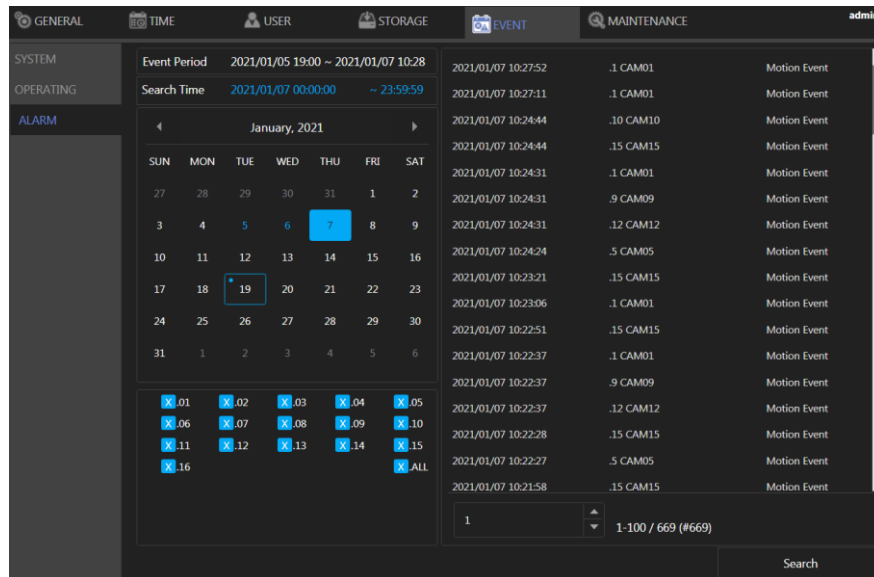 GENERAL TIME USER STORAGE EVENT MAINTENANCE admi
SYSTEM
OPERATING
ALARM
Event Period 2021/01/05 19:00 ~ 2021/01/07 10:28
Search Time 2021/01/07 00:00:00 ~ 23:59:59
January, 2021
SUN MON TUE WED THU FRI SAT
27 28 29 30 31 1 2
3 4 5 6 7 8 9
10 11 12 13 14 15 16
17 18 19 20 21 22 23
24 25 26 27 28 29 30
31 1 2 3 4 5 6
X .01 X .02 X .03 X .04 X .05
X .06 X .07 X .08 X .09 X .10
X .11 X .12 X .13 X .14 X .15
X .16 X .ALL
2021/01/07 10:27:52 .1 CAM01 Motion Event
2021/01/07 10:27:11 .1 CAM01 Motion Event
2021/01/07 10:24:44 .10 CAM10 Motion Event
2021/01/07 10:24:44 .15 CAM15 Motion Event
2021/01/07 10:24:31 .1 CAM01 Motion Event
2021/01/07 10:24:31 .9 CAM09 Motion Event
2021/01/07 10:24:31 .12 CAM12 Motion Event
2021/01/07 10:24:24 .5 CAM05 Motion Event
2021/01/07 10:23:21 .15 CAM15 Motion Event
2021/01/07 10:23:06 .1 CAM01 Motion Event
2021/01/07 10:22:51 .15 CAM15 Motion Event
2021/01/07 10:22:37 .1 CAM01 Motion Event
2021/01/07 10:22:37 .9 CAM09 Motion Event
2021/01/07 10:22:37 .12 CAM12 Motion Event
2021/01/07 10:22:28 .15 CAM15 Motion Event
2021/01/07 10:22:27 .5 CAM05 Motion Event
2021/01/07 10:21:58 .15 CAM15 Motion Event
1 1-100 / 669 (#669)
Search